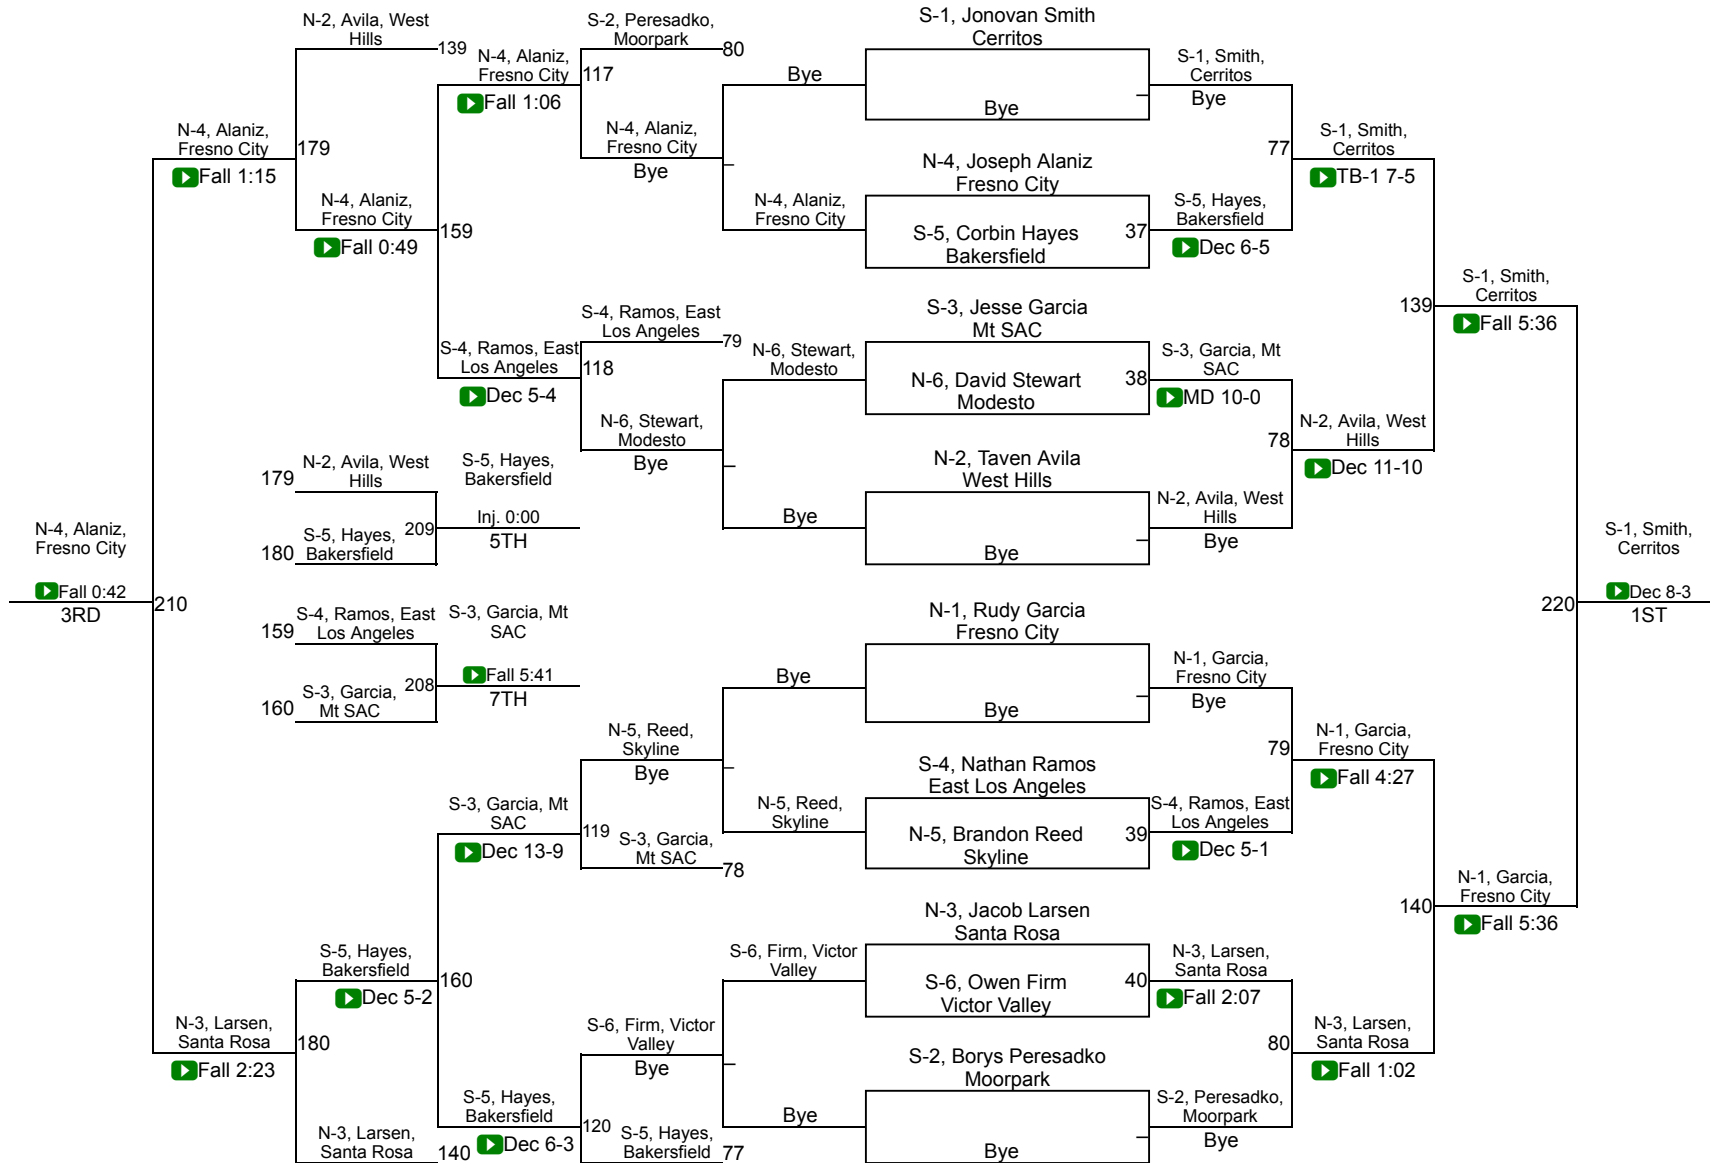 N-2, Avila, West
Hills
139
S-2, Peresadko,
Moorpark
80
S-1, Jonovan Smith
Cerritos
N-4, Alaniz,
Fresno City
117
Fall 1:06
Bye
Bye
S-1, Smith,
Cerritos
Bye
N-4, Alaniz,
Fresno City
179
Fall 1:15
N-4, Alaniz,
Fresno City
Bye
77
S-1, Smith,
Cerritos
TB-1 7-5
N-4, Joseph Alaniz
Fresno City
N-4, Alaniz,
Fresno City
159
Fall 0:49
N-4, Alaniz,
Fresno City
S-5, Corbin Hayes
Bakersfield
37
S-5, Hayes,
Bakersfield
Dec 6-5
S-1, Smith,
Cerritos
139
Fall 5:36
S-4, Ramos, East
Los Angeles
79
S-3, Jesse Garcia
Mt SAC
S-4, Ramos, East
Los Angeles
118
Dec 5-4
N-6, Stewart,
Modesto
N-6, David Stewart
Modesto
38
S-3, Garcia, Mt
SAC
MD 10-0
N-6, Stewart,
Modesto
Bye
78
N-2, Avila, West
Hills
Dec 11-10
N-2, Taven Avila
West Hills
179
N-2, Avila, West
Hills
S-5, Hayes,
Bakersfield
Bye
Bye
N-2, Avila, West
Hills
Bye
180
S-5, Hayes,
Bakersfield
209
Inj. 0:00
5TH
N-4, Alaniz,
Fresno City
Fall 0:42
3RD
210
S-1, Smith,
Cerritos
220
Dec 8-3
1ST
159
S-4, Ramos, East
Los Angeles
S-3, Garcia, Mt
SAC
160
S-3, Garcia,
Mt SAC
208
Fall 5:41
7TH
N-1, Rudy Garcia
Fresno City
Bye
Bye
N-1, Garcia,
Fresno City
Bye
N-5, Reed,
Skyline
Bye
79
N-1, Garcia,
Fresno City
Fall 4:27
S-4, Nathan Ramos
East Los Angeles
S-3, Garcia, Mt
SAC
119
Dec 13-9
S-3, Garcia,
Mt SAC
78
N-5, Reed,
Skyline
N-5, Brandon Reed
Skyline
39
S-4, Ramos, East
Los Angeles
Dec 5-1
N-1, Garcia,
Fresno City
140
Fall 5:36
N-3, Jacob Larsen
Santa Rosa
S-5, Hayes,
Bakersfield
160
Dec 5-2
S-6, Firm, Victor
Valley
S-6, Owen Firm
Victor Valley
40
N-3, Larsen,
Santa Rosa
Fall 2:07
N-3, Larsen,
Santa Rosa
180
Fall 2:23
S-6, Firm, Victor
Valley
Bye
80
N-3, Larsen,
Santa Rosa
Fall 1:02
S-2, Borys Peresadko
Moorpark
S-5, Hayes,
Bakersfield
120
Dec 6-3
Bye
Bye
S-2, Peresadko,
Moorpark
Bye
N-3, Larsen,
Santa Rosa
140
S-5, Hayes,
Bakersfield
77